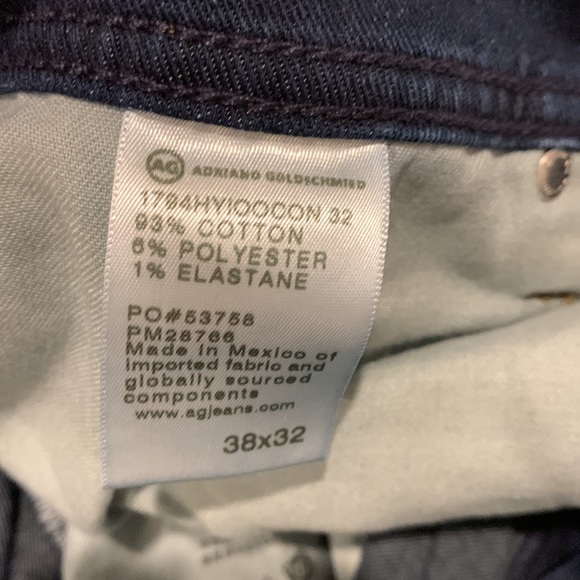 AG ADRIANO GOLDSCHMIED
1794HYIOOCON 32
93% COTTON
6% POLYESTER
1% ELASTANE
PO#53758
PM28766
Made in Mexico of
imported fabric and
globally sourced
components
www.agjeans.com
38x32